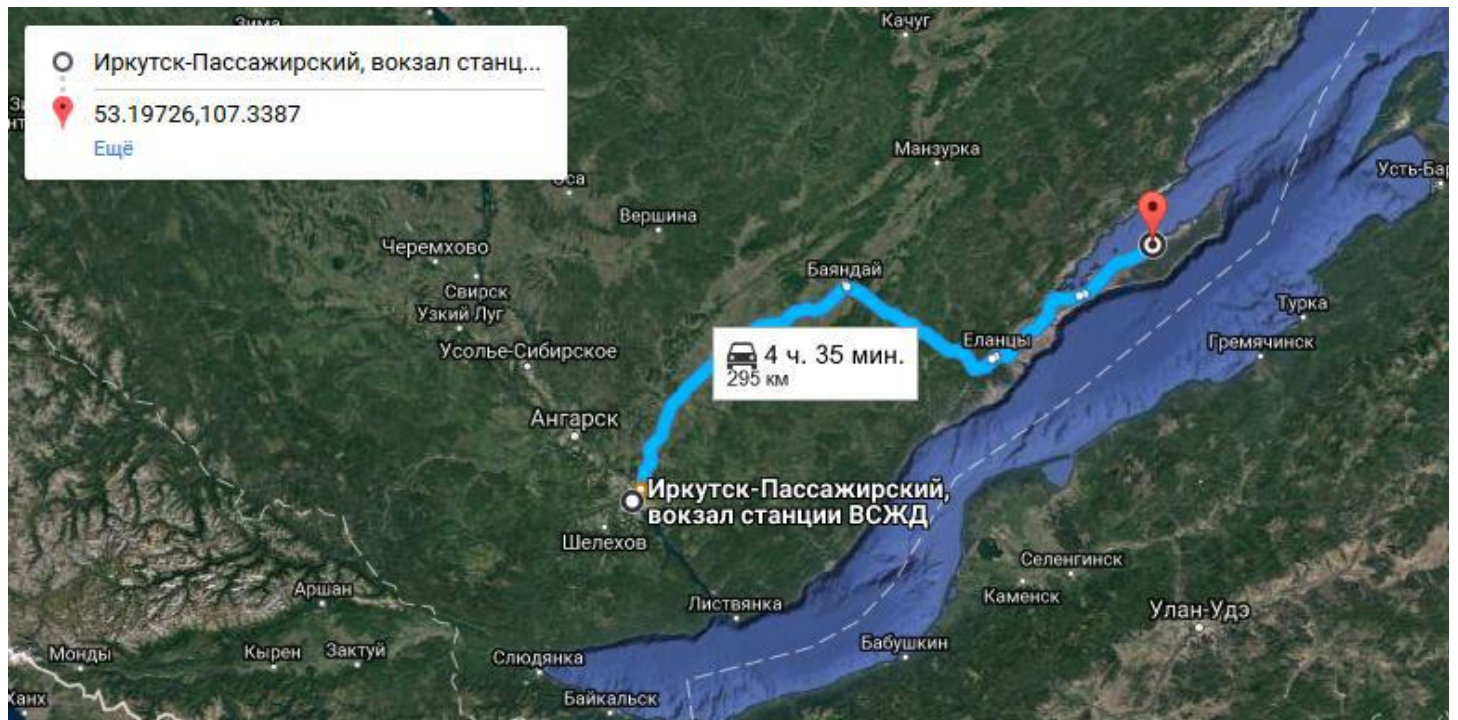 Зима
Качуг
Иркутск-Пассажирский, вокзал станц...
53.19726,107.3387
Ещё
Манзурка
Усть-Бар
Оса
Вершина
Черемхово
Баяндай
Свирск
Узкий Луг
Турка
Усолье-Сибирское
Еланцы
Гремячинск
4 ч. 35 мин.
295 км
Ангарск
Иркутск-Пассажирский,
вокзал станции ВСЖД
Шелехов
Селенгинск
Аршан
Каменск
Листвянка
Улан-Удэ
Бабушкин
Монды
Кырен
Зактуй
Слюдянка
Байкальск
Ханх